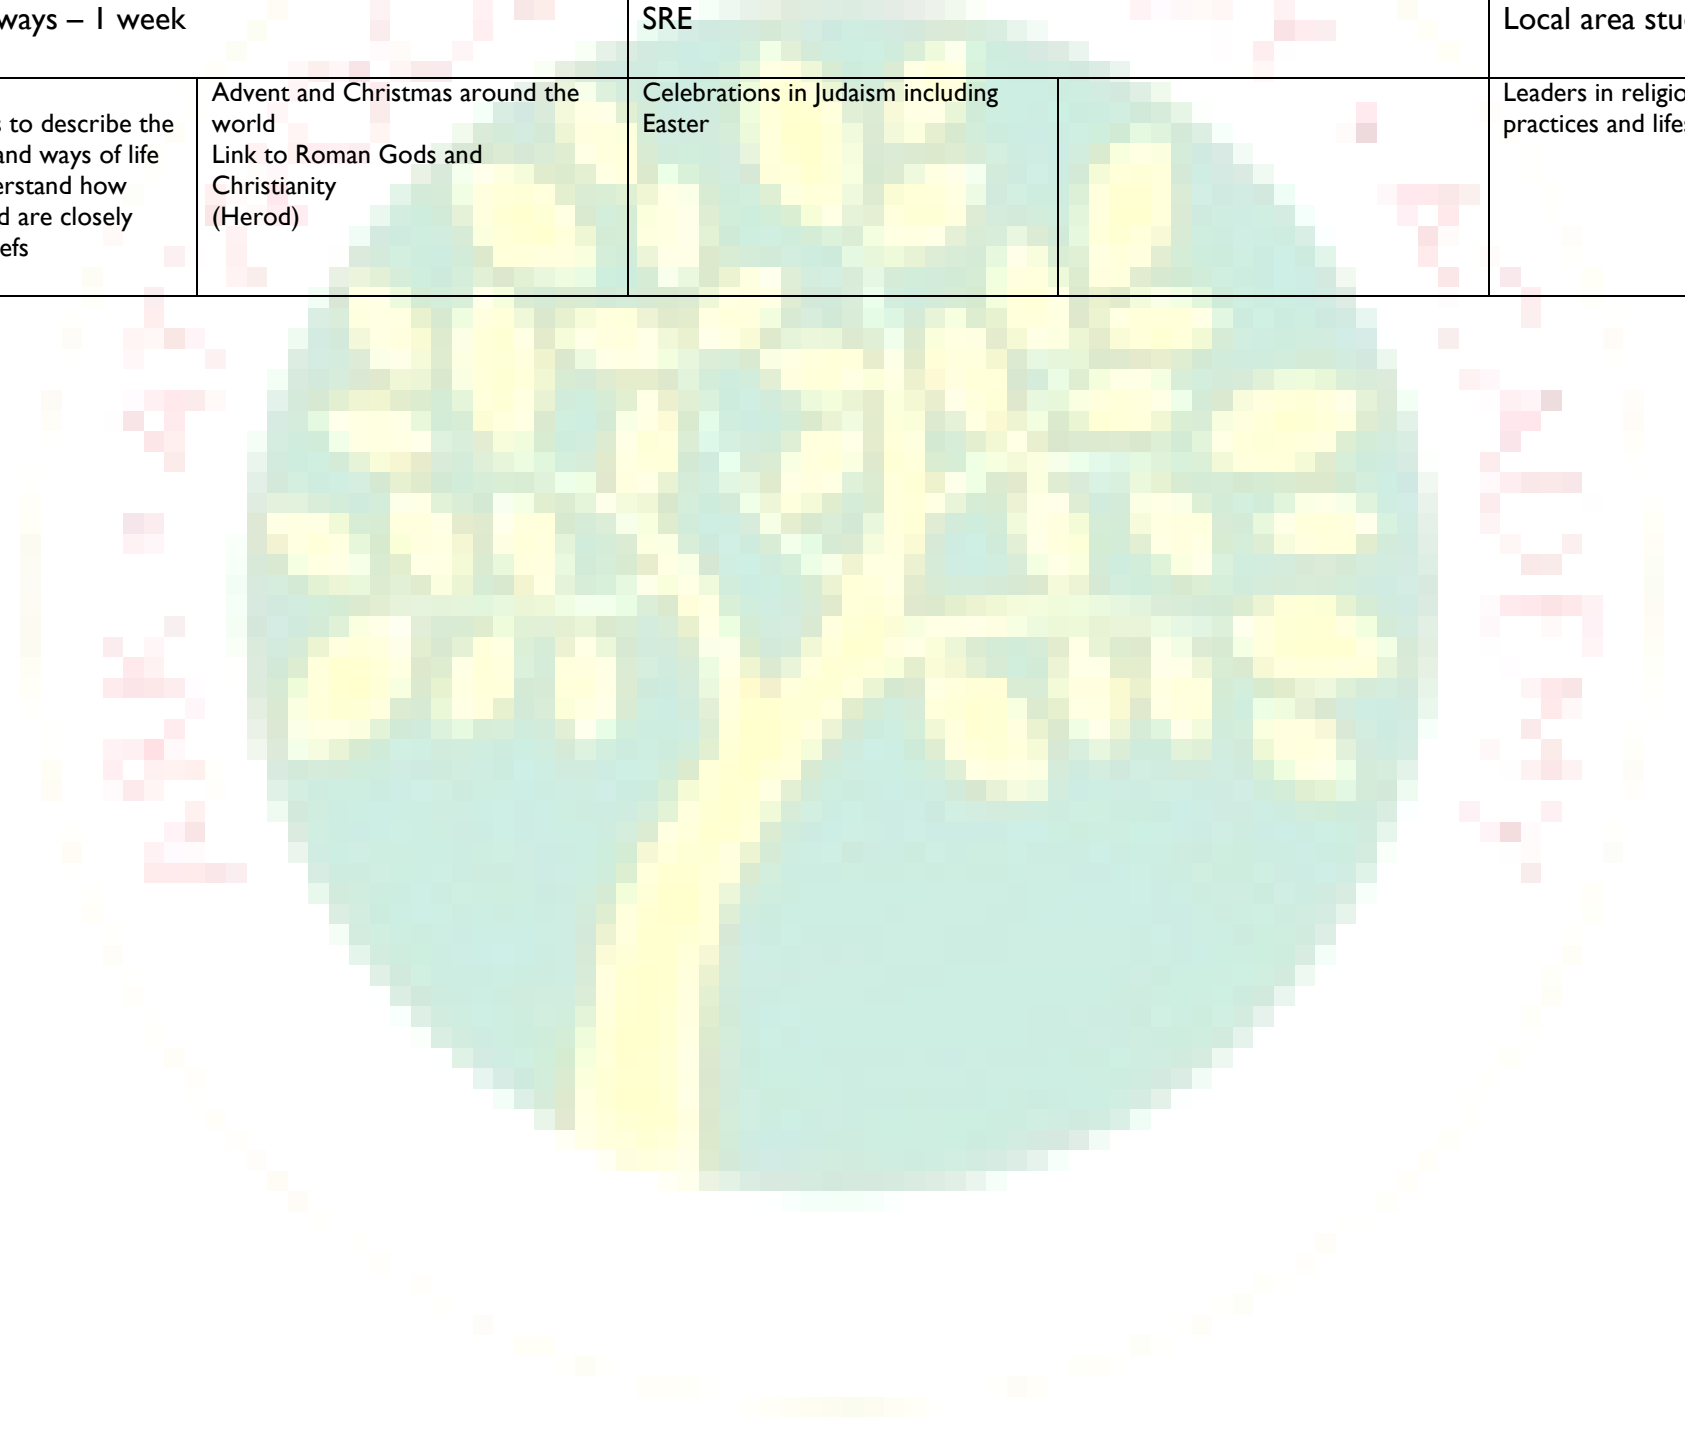 ways – 1 week
SRE
Local area stu
s to describe the
and ways of life
erstand how
d are closely
efs
Advent and Christmas around the
world
Link to Roman Gods and
Christianity
(Herod)
Celebrations in Judaism including
Easter
Leaders in religio
practices and lifes